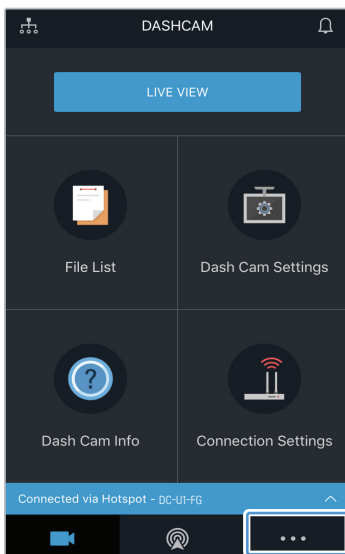 DASHCAM
LIVE VIEW
File List
Dash Cam Settings
?
Dash Cam Info
Connection Settings
Connected via Hotspot - DC-U1-FG